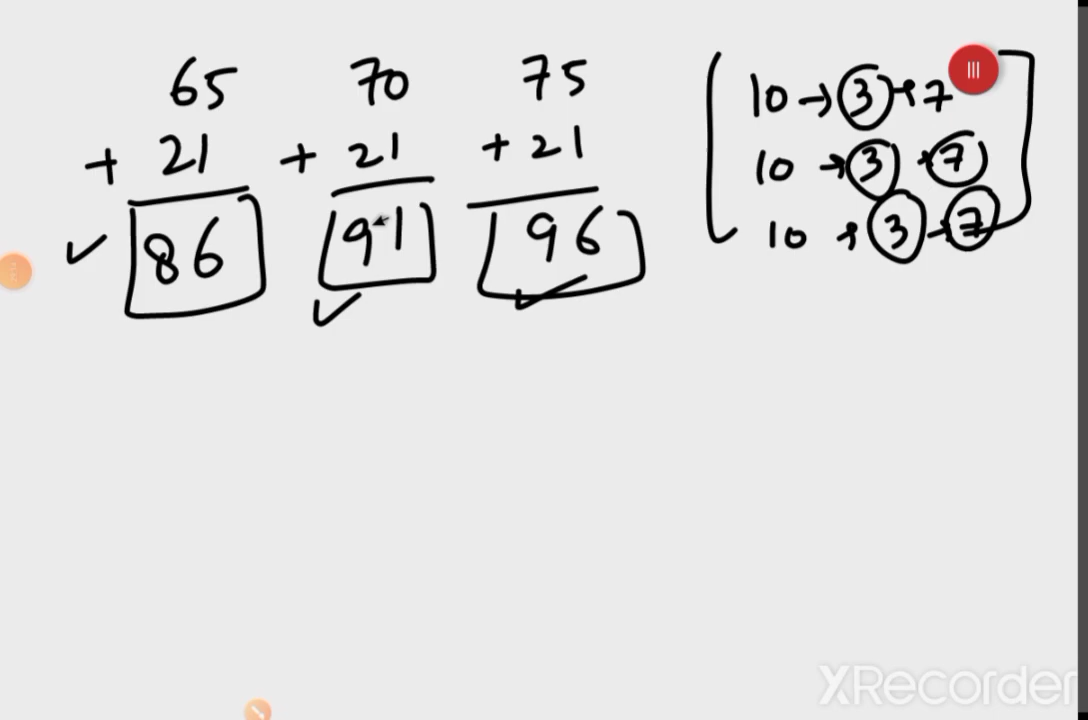 65 70 75
+ 21 + 21 + 21
86 91 96
10 → 3 → 7
10 → 3 → 7
10 → 3 → 7
XRecorder